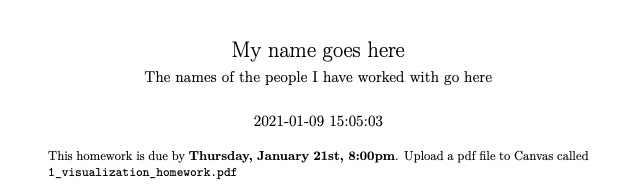 My name goes here
The names of the people I have worked with go here
2021-01-09 15:05:03
This homework is due by Thursday, January 21st, 8:00pm. Upload a pdf file to Canvas called
1_visualization_homework.pdf